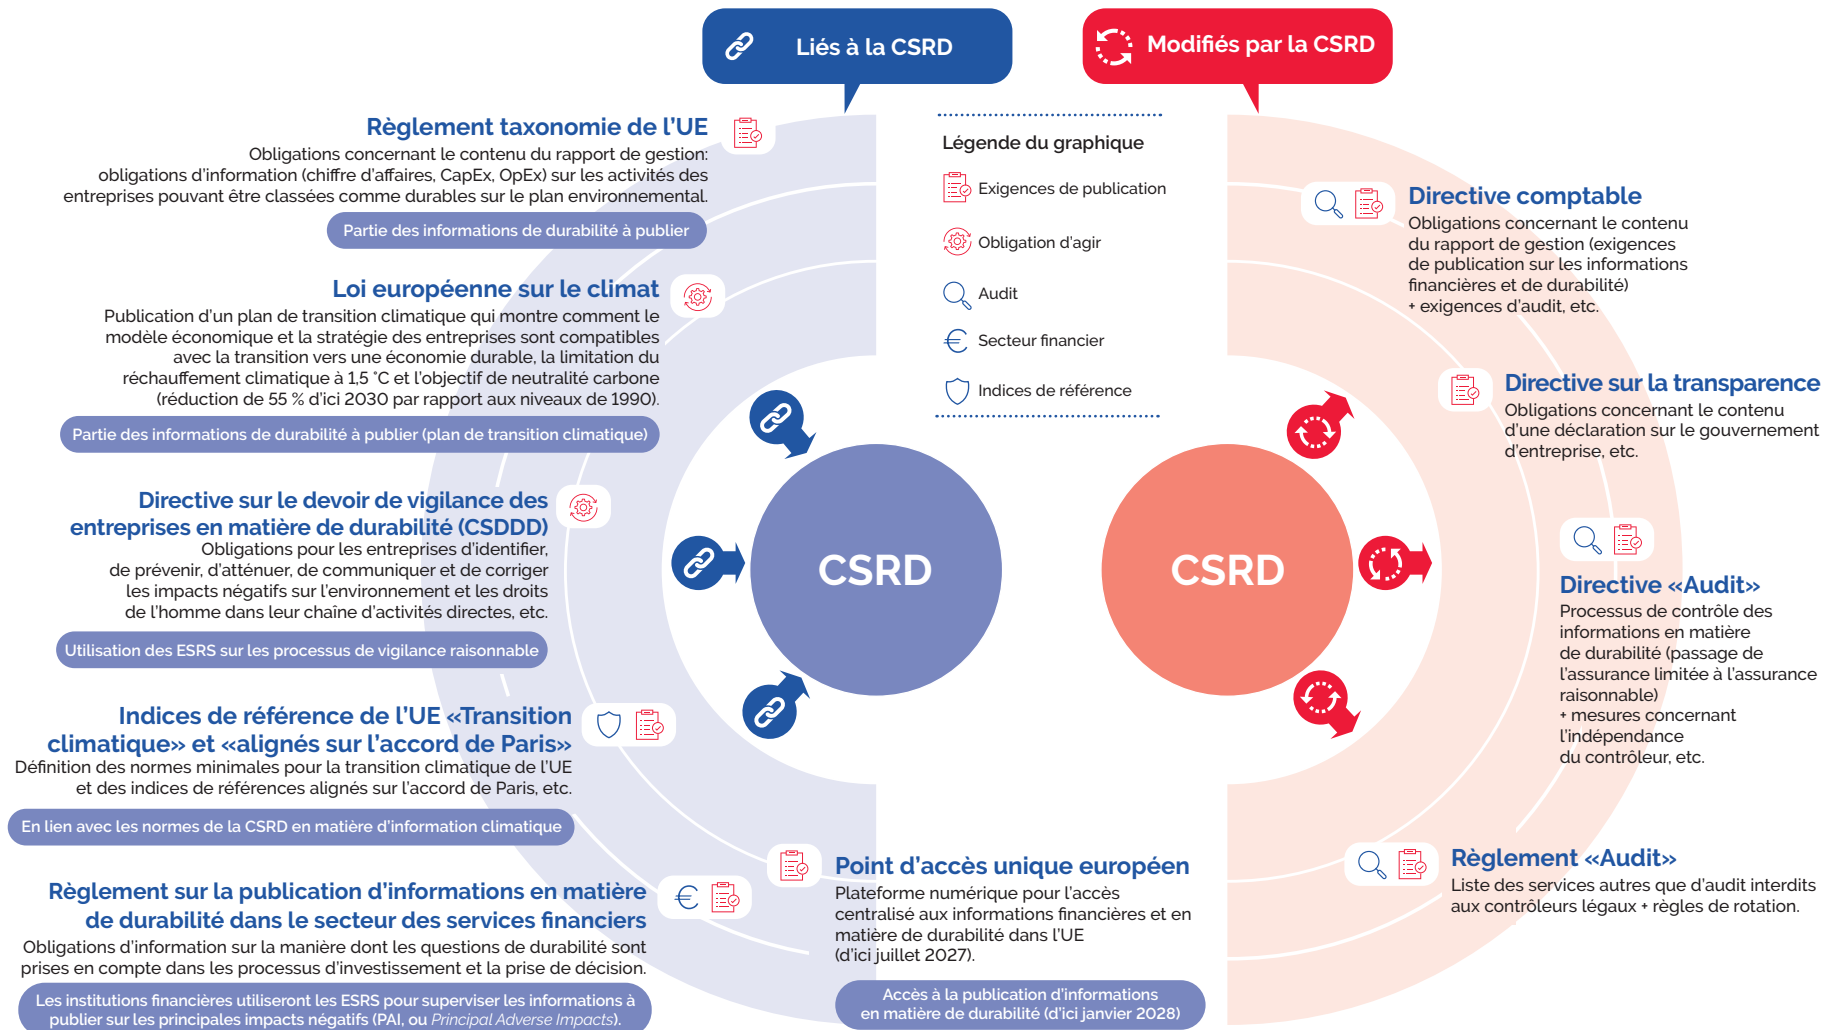 Liés à la CSRD
Modifiés par la CSRD
Règlement taxonomie de l'UE
Obligations concernant le contenu du rapport de gestion:
obligations d'information (chiffre d'affaires, CapEx, OpEx) sur les activités des
entreprises pouvant être classées comme durables sur le plan environnemental.
Partie des informations de durabilité à publier
Loi européenne sur le climat
Publication d'un plan de transition climatique qui montre comment le
modèle économique et la stratégie des entreprises sont compatibles
avec la transition vers une économie durable, la limitation du
réchauffement climatique à 1,5 °C et l'objectif de neutralité carbone
(réduction de 55 % d'ici 2030 par rapport aux niveaux de 1990).
Partie des informations de durabilité à publier (plan de transition climatique)
Directive sur le devoir de vigilance des
entreprises en matière de durabilité (CSDDD)
Obligations pour les entreprises d'identifier,
de prévenir, d'atténuer, de communiquer et de corriger
les impacts négatifs sur l'environnement et les droits
de l'homme dans leur chaîne d'activités directes, etc.
Utilisation des ESRS sur les processus de vigilance raisonnable
Indices de référence de l'UE «Transition
climatique» et «alignés sur l'accord de Paris»
Définition des normes minimales pour la transition climatique de l'UE
et des indices de références alignés sur l'accord de Paris, etc.
En lien avec les normes de la CSRD en matière d'information climatique
Règlement sur la publication d'informations en matière
de durabilité dans le secteur des services financiers
Obligations d'information sur la manière dont les questions de durabilité sont
prises en compte dans les processus d'investissement et la prise de décision.
Les institutions financières utiliseront les ESRS pour superviser les informations à
publier sur les principales impacts négatifs (PAI, ou Principal Adverse Impacts).
Légende du graphique
Exigences de publication
Obligation d'agir
Audit
Secteur financier
Indices de référence
CSRD
CSRD
Point d'accès unique européen
Plateforme numérique pour l'accès
centralisé aux informations financières et en
matière de durabilité dans l'UE
(d'ici juillet 2027).
Accès à la publication d'informations
en matière de durabilité (d'ici janvier 2028)
Directive comptable
Obligations concernant le contenu
du rapport de gestion (exigences
de publication sur les informations
financières et de durabilité)
+ exigences d'audit, etc.
Directive sur la transparence
Obligations concernant le contenu
d'une déclaration sur le gouvernement
d'entreprise, etc.
Directive «Audit»
Processus de contrôle des
informations en matière
de durabilité (passage de
l'assurance limitée à l'assurance
raisonnable)
+ mesures concernant
l'indépendance
du contrôleur, etc.
Règlement «Audit»
Liste des services autres que d'audit interdits
aux contrôleurs légaux + règles de rotation.